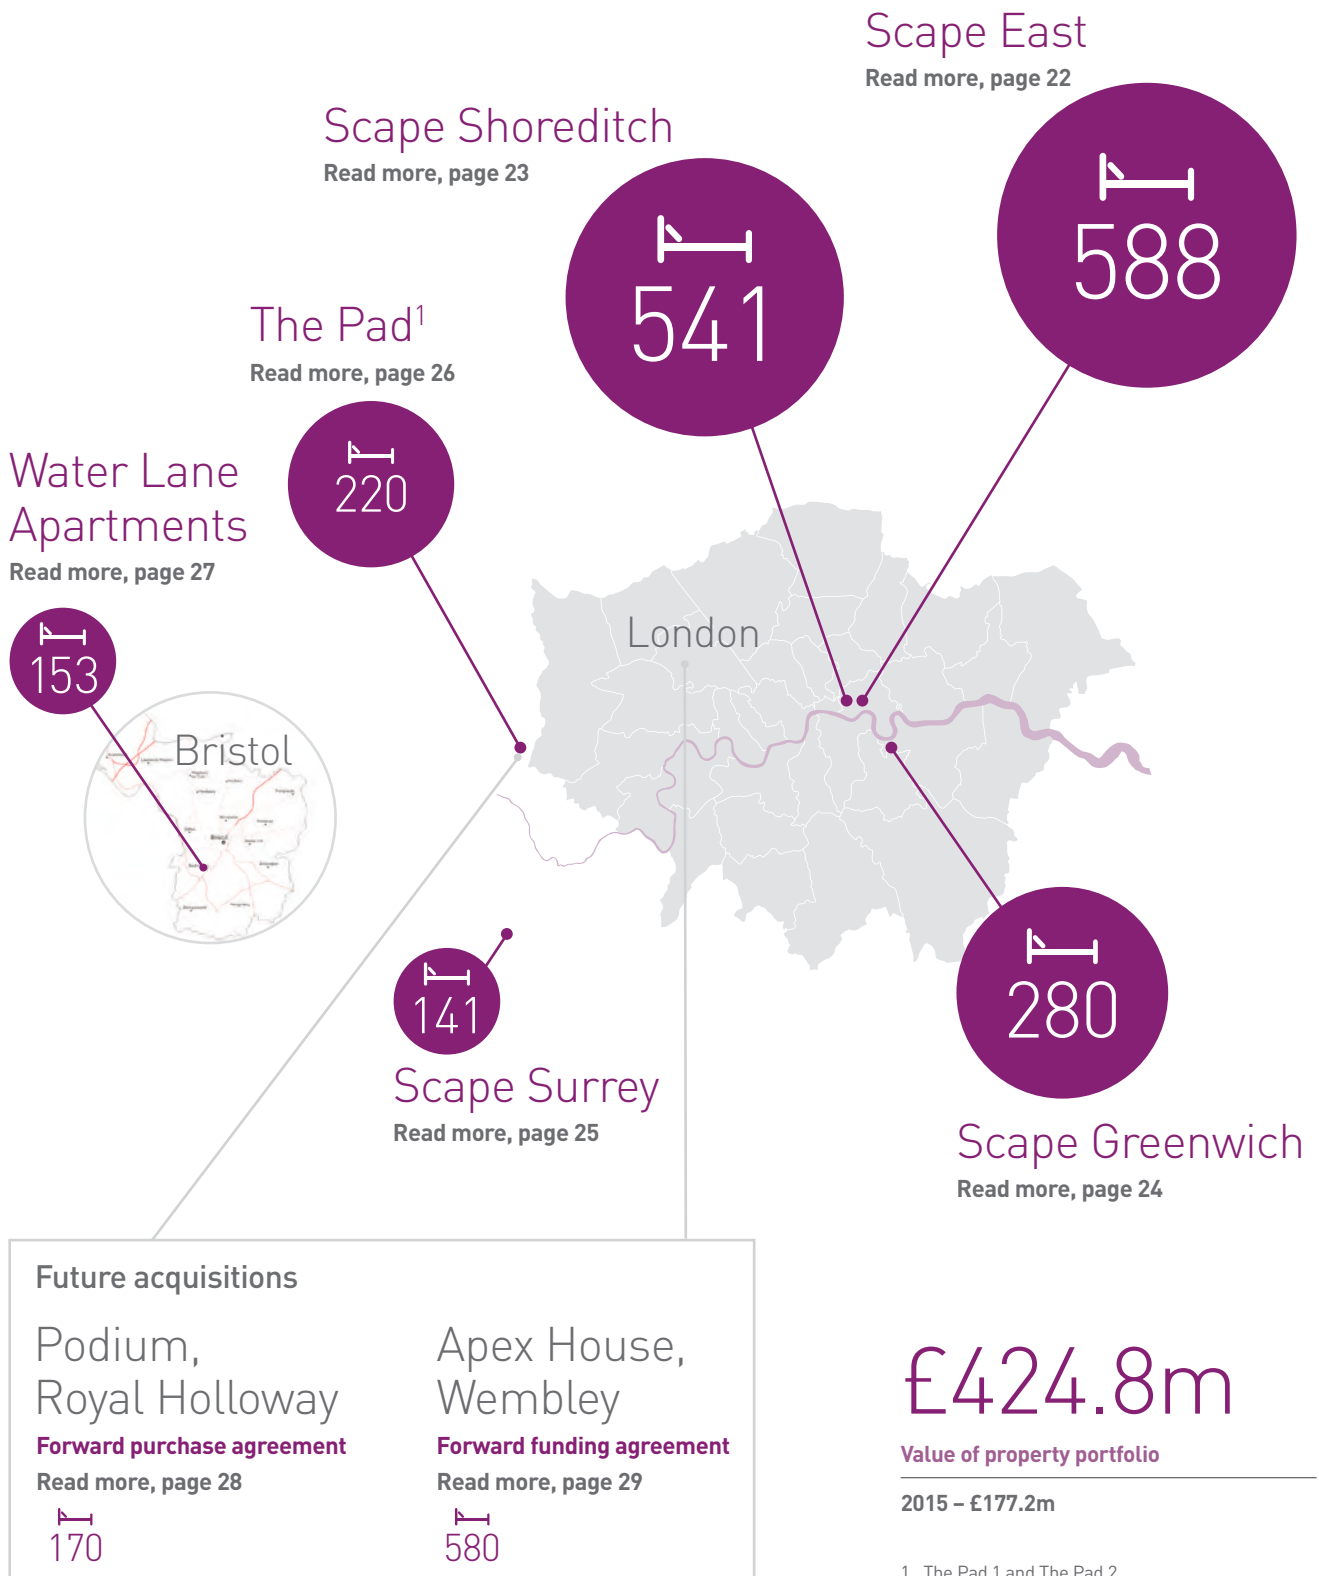 Scape East
Read more, page 22
588
Scape Shoreditch
Read more, page 23
541
The Pad1
Read more, page 26
220
Water Lane
Apartments
Read more, page 27
153
London
Bristol
141
Scape Surrey
Read more, page 25
280
Scape Greenwich
Read more, page 24
Future acquisitions
Podium,
Royal Holloway
Forward purchase agreement
Read more, page 28
170
Apex House,
Wembley
Forward funding agreement
Read more, page 29
580
£424.8m
Value of property portfolio
2015 – £177.2m
1 The Pad 1 and The Pad 2